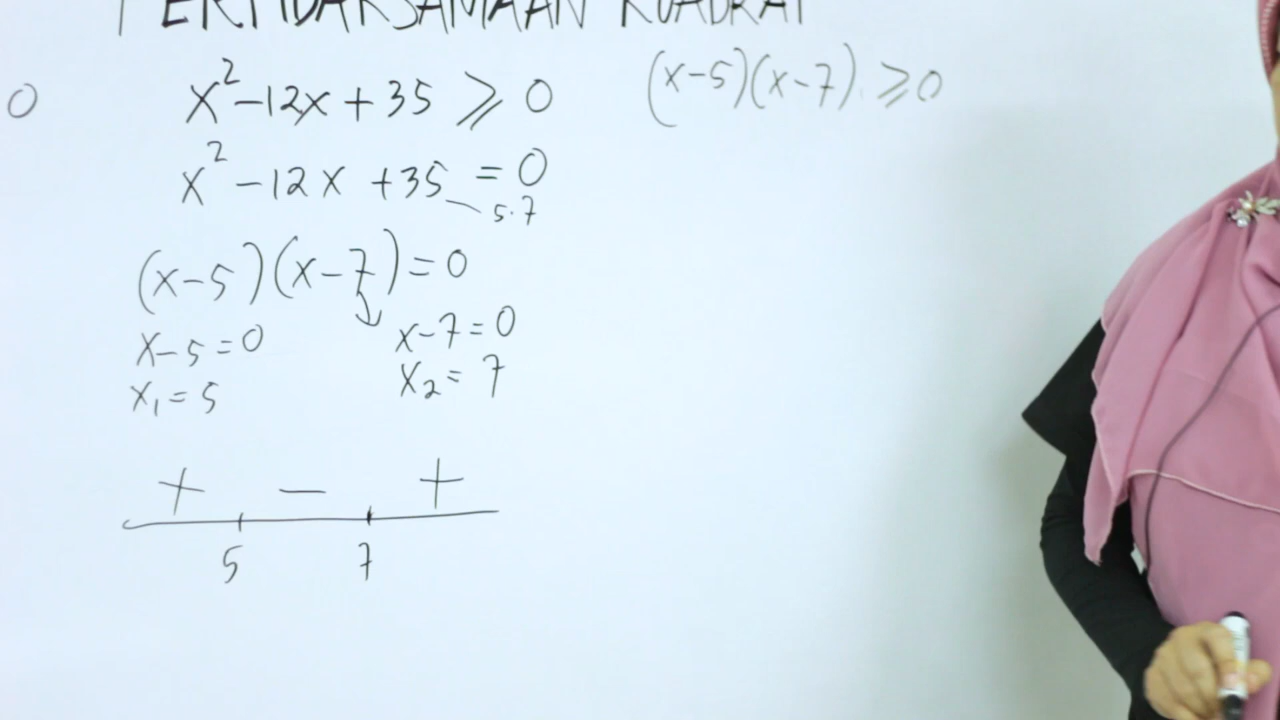 PERTIDAKSAMAAN KUADRAT
0
x² - 12x + 35 ≥ 0
(x-5)(x-7) ≥ 0
x² - 12x + 35 = 0
5.7
(x-5)(x-7) = 0
x-5 = 0
x-7 = 0
x₁ = 5
x₂ = 7
+ - +
5 7